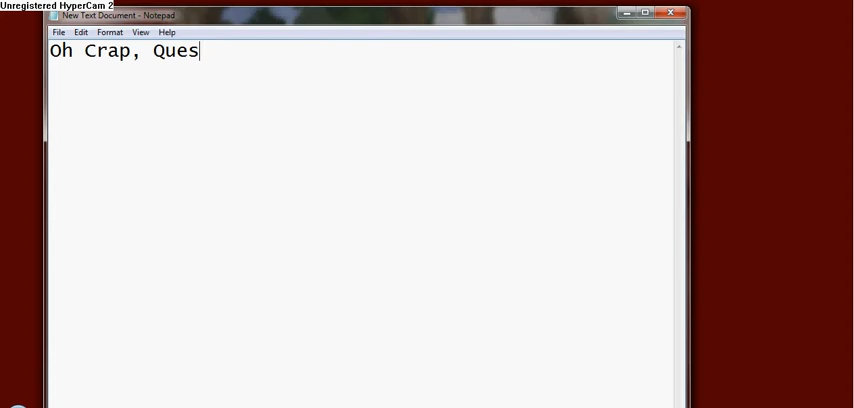 Unregistered HyperCam 2
New Text Document - Notepad
File Edit Format View Help
Oh Crap, Ques